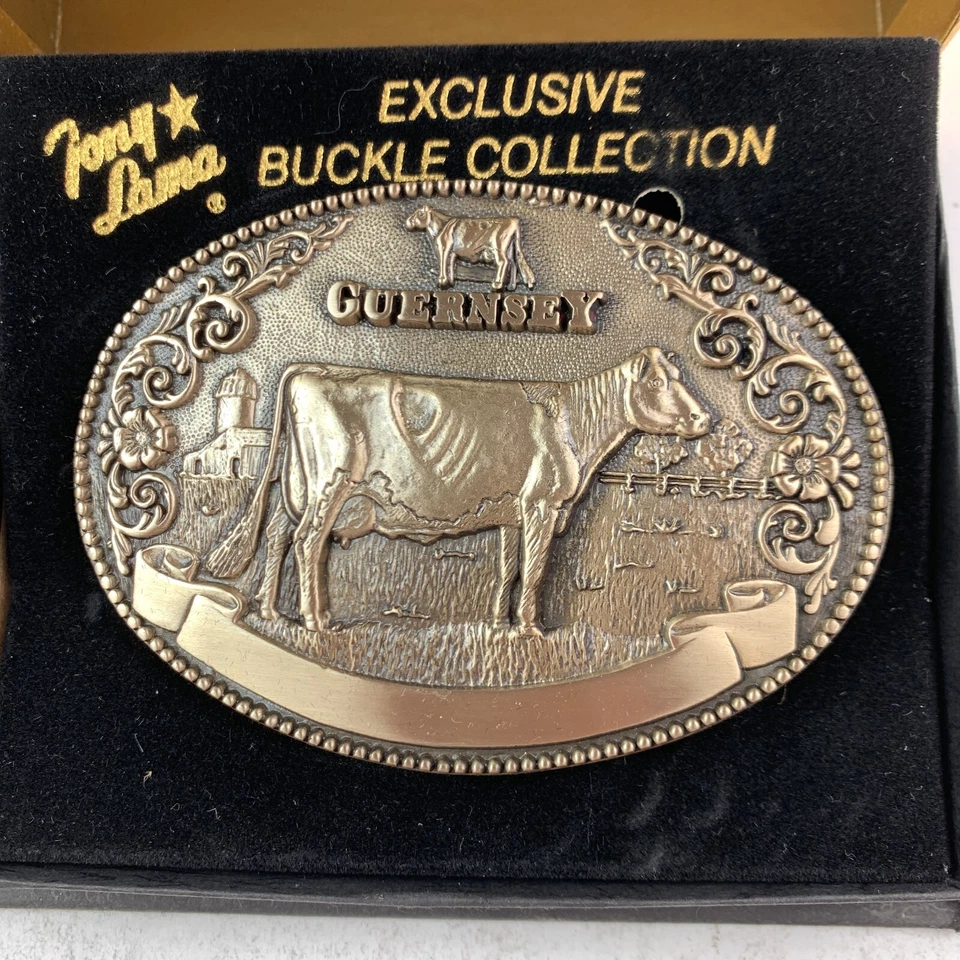 Tony
Lama
®
EXCLUSIVE
BUCKLE COLLECTION
GUERNSEY